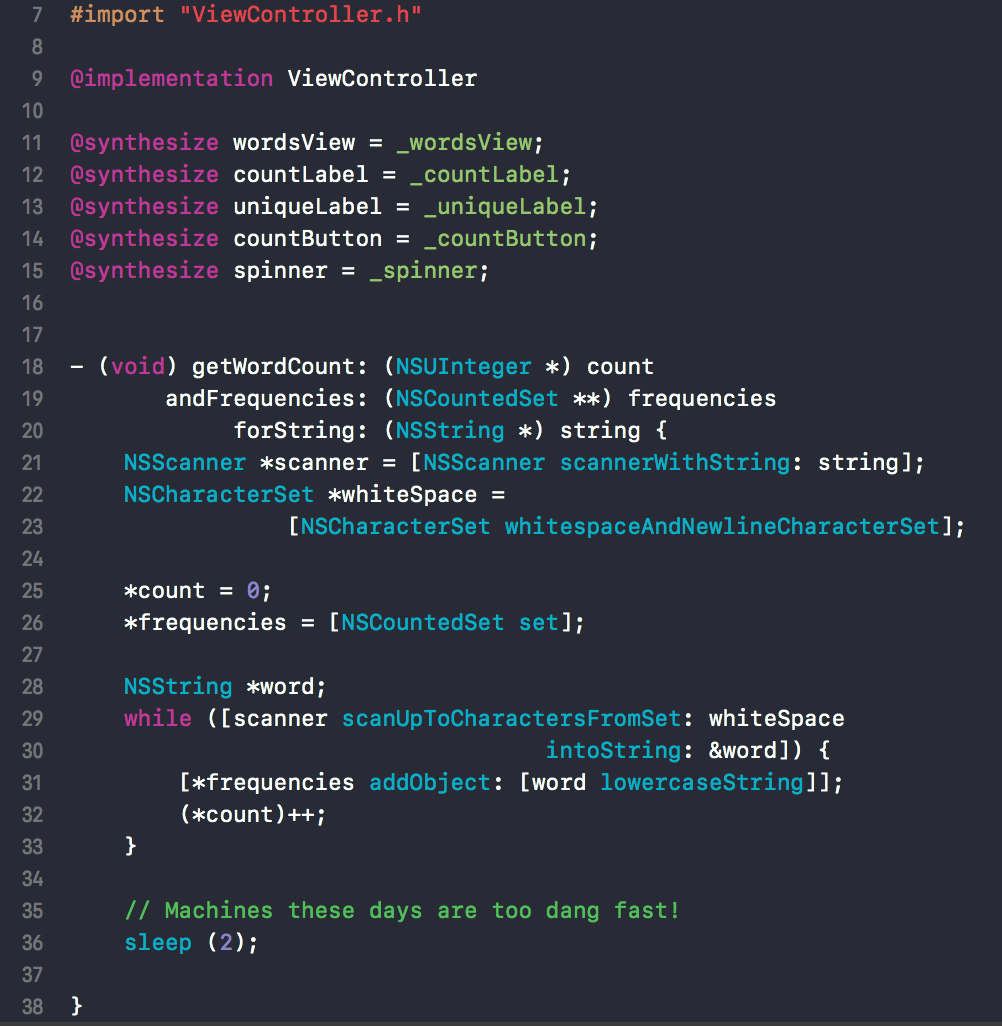 7 #import "ViewController.h"
8
9 @implementation ViewController
10
11 @synthesize wordsView = _wordsView;
12 @synthesize countLabel = _countLabel;
13 @synthesize uniqueLabel = _uniqueLabel;
14 @synthesize countButton = _countButton;
15 @synthesize spinner = _spinner;
16
17
18 - (void) getWordCount: (NSUInteger *) count
19        andFrequencies: (NSCountedSet **) frequencies
20             forString: (NSString *) string {
21     NSScanner *scanner = [NSScanner scannerWithString: string];
22     NSCharacterSet *whiteSpace =
23                 [NSCharacterSet whitespaceAndNewlineCharacterSet];
24
25     *count = 0;
26     *frequencies = [NSCountedSet set];
27
28     NSString *word;
29     while ([scanner scanUpToCharactersFromSet: whiteSpace
30                                    intoString: &word]) {
31         [*frequencies addObject: [word lowercaseString]];
32         (*count)++;
33     }
34
35     // Machines these days are too dang fast!
36     sleep (2);
37
38 }